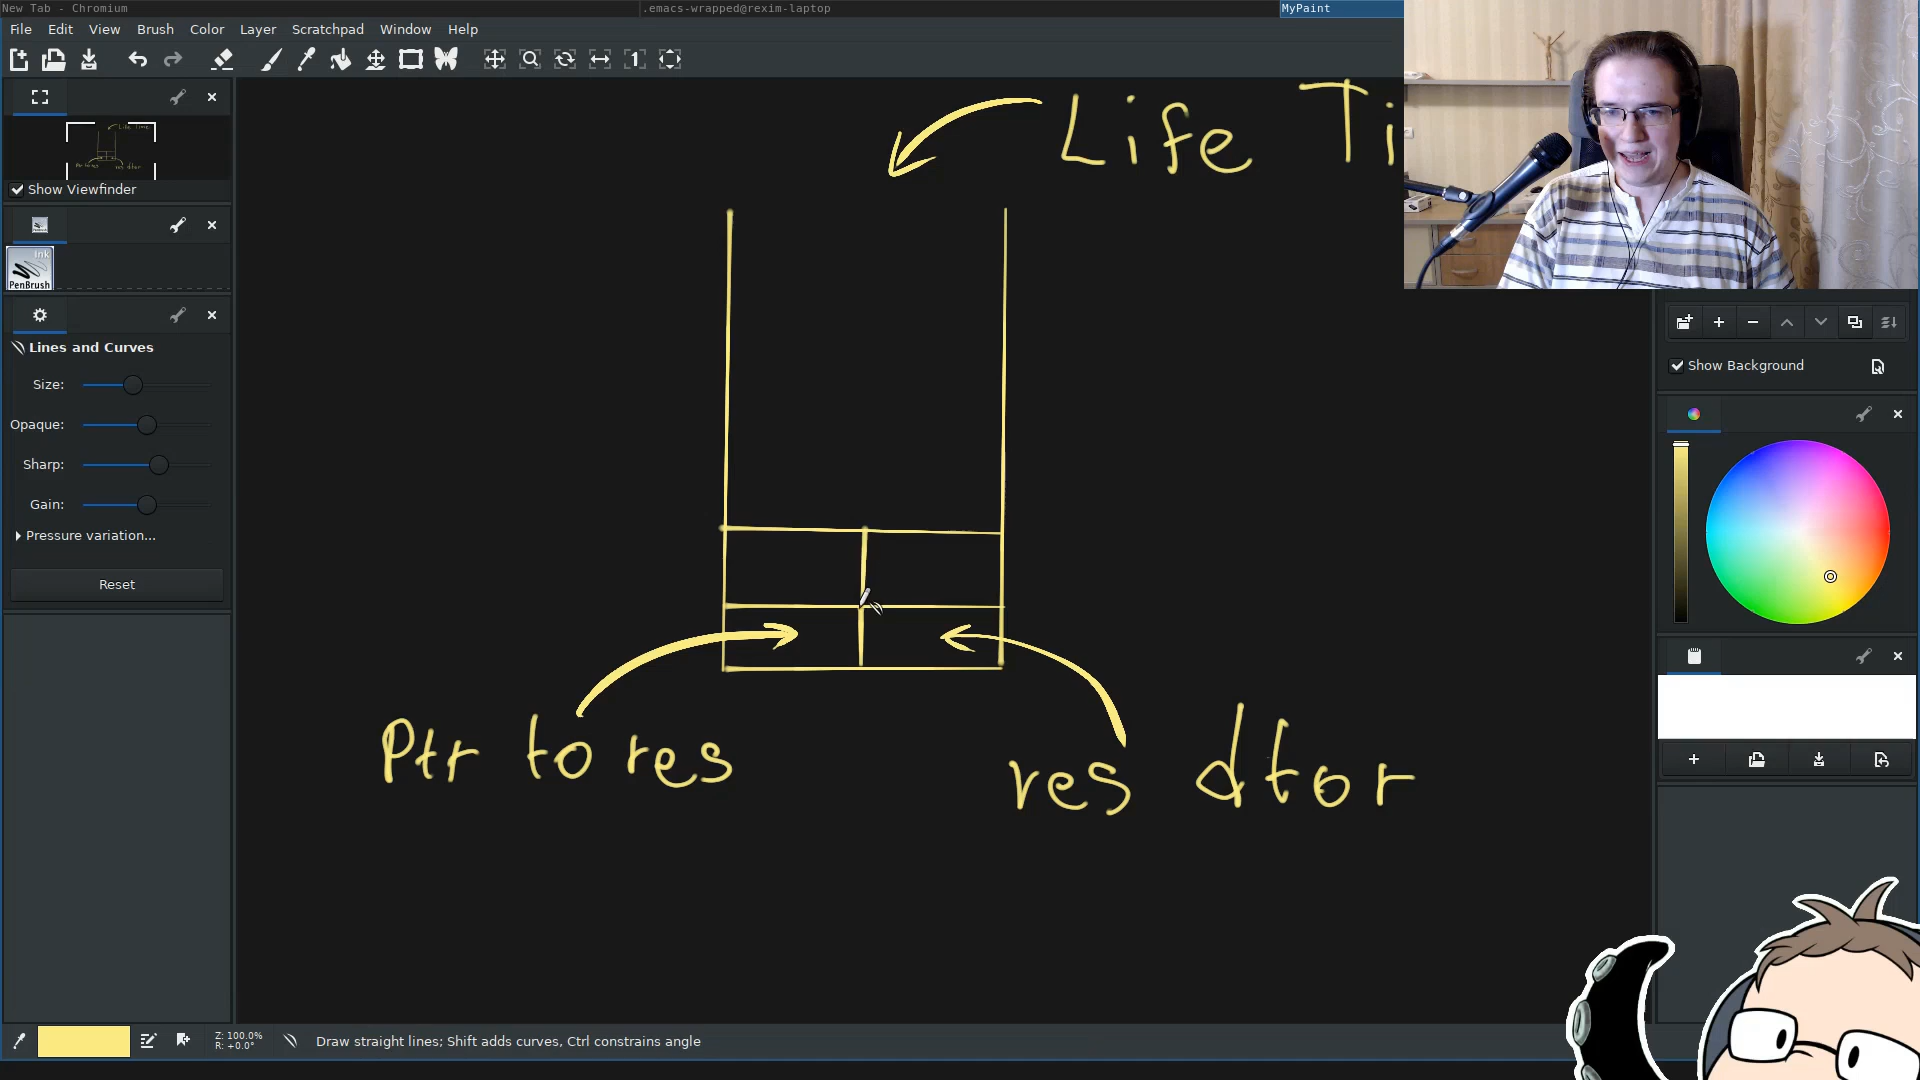 New Tab - Chromium
.emacs-wrapped@rexim-laptop
MyPaint
File Edit View Brush Color Layer Scratchpad Window Help
Life Ti
Show Viewfinder
Ink
PenBrush
Lines and Curves
Size:
Opaque:
Sharp:
Gain:
Pressure variation...
Reset
Show Background
Ptr to res
res dtor
Z: 100.0%
R: +0.0°
Draw straight lines; Shift adds curves, Ctrl constrains angle